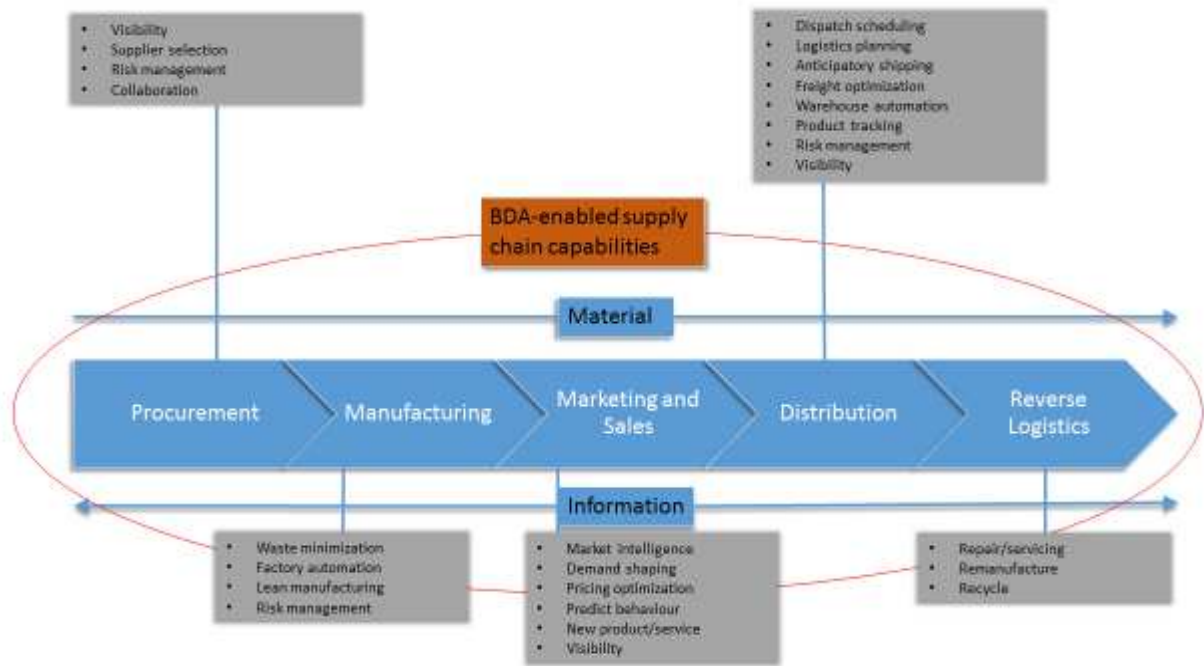 • Visibility
• Supplier selection
• Risk management
• Collaboration
• Dispatch scheduling
• Logistics planning
• Anticipatory shipping
• Freight optimization
• Warehouse automation
• Product tracking
• Risk management
• Visibility
BDA-enabled supply
chain capabilities
Material
Procurement
Manufacturing
Marketing and
Sales
Distribution
Reverse
Logistics
Information
• Waste minimization
• Factory automation
• Lean manufacturing
• Risk management
• Market intelligence
• Demand shaping
• Pricing optimization
• Predict behaviour
• New product/service
• Visibility
• Repair/servicing
• Remanufacture
• Recycle